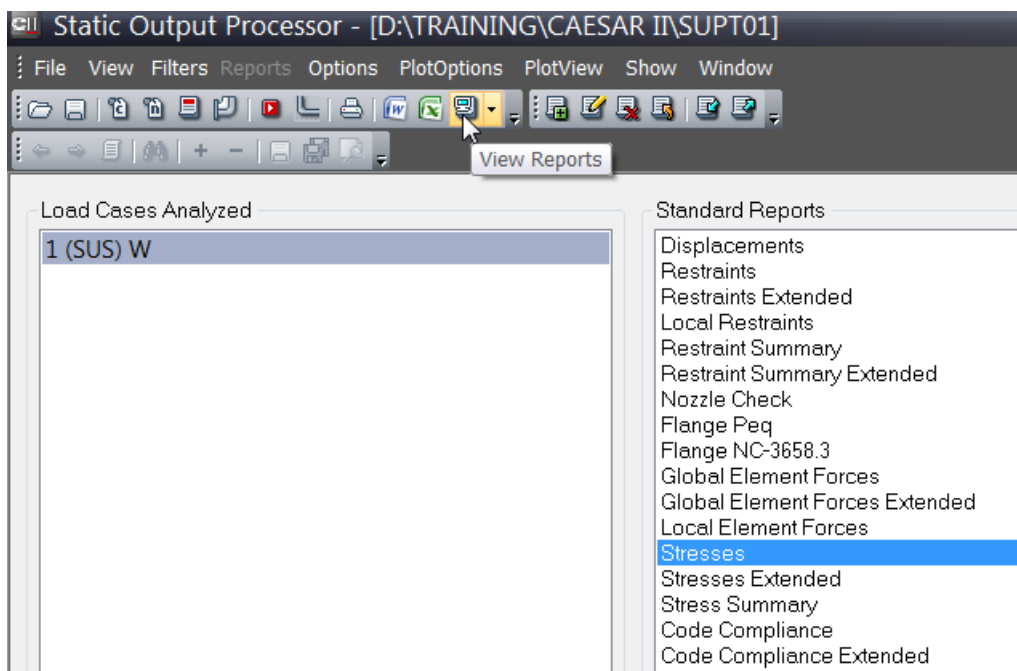 CII Static Output Processor - [D:\TRAINING\CAESAR II\SUPT01]
File View Filters Reports Options PlotOptions PlotView Show Window
View Reports
Load Cases Analyzed
1 (SUS) W
Standard Reports
Displacements
Restraints
Restraints Extended
Local Restraints
Restraint Summary
Restraint Summary Extended
Nozzle Check
Flange Peq
Flange NC-3658.3
Global Element Forces
Global Element Forces Extended
Local Element Forces
Stresses
Stresses Extended
Stress Summary
Code Compliance
Code Compliance Extended